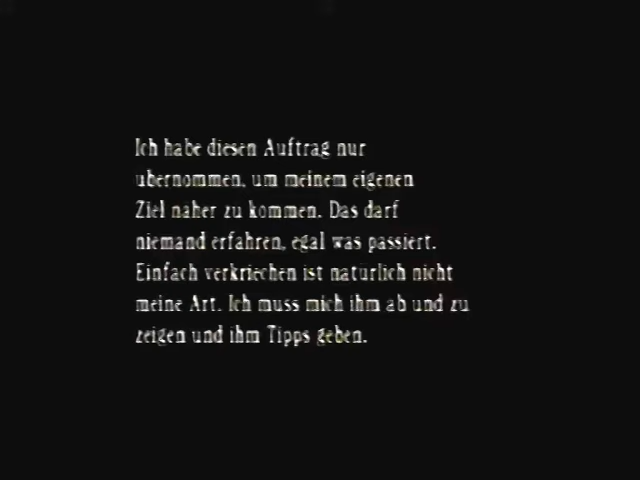 Ich habe diesen Auftrag nur
ubernommen, um meinem eigenen
Ziel naher zu kommen. Das darf
niemand erfahren, egal was passiert.
Einfach verkriechen ist natürlich nicht
meine Art. Ich muss mich ihm ab und zu
zeigen und ihm Tipps geben.